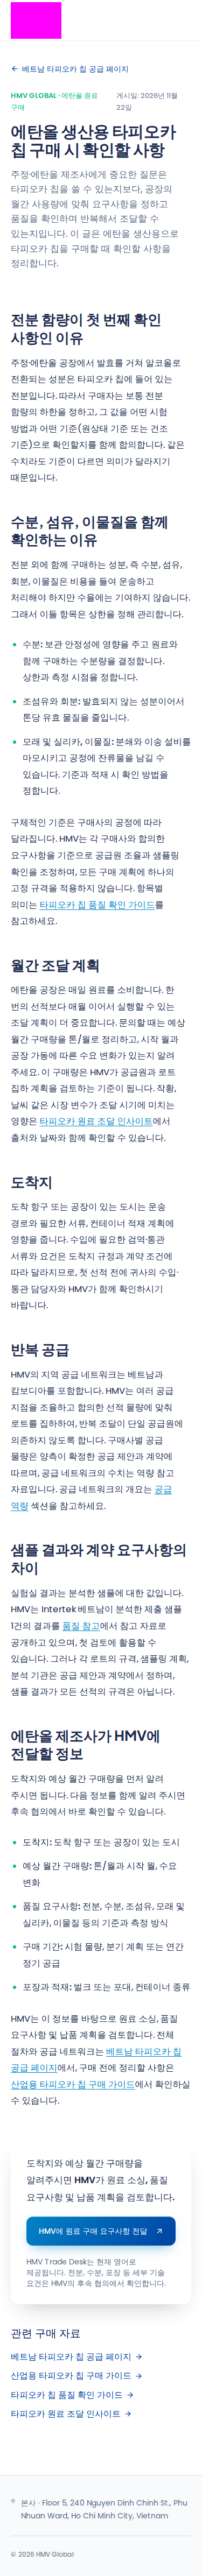 ← 베트남 타피오카 칩 공급 페이지
HMV GLOBAL · 에탄올 원료
구매
게시일: 2026년 11월
22일
에탄올 생산용 타피오카
칩 구매 시 확인할 사항
주정·에탄올 제조사에게 중요한 질문은
타피오카 칩을 쓸 수 있는지보다, 공장의
월간 사용량에 맞춰 요구사항을 정하고
품질을 확인하며 반복해서 조달할 수
있는지입니다. 이 글은 에탄올 생산용으로
타피오카 칩을 구매할 때 확인할 사항을
정리합니다.
전분 함량이 첫 번째 확인
사항인 이유
주정·에탄올 공장에서 발효를 거쳐 알코올로
전환되는 성분은 타피오카 칩에 들어 있는
전분입니다. 따라서 구매자는 보통 전분
함량의 하한을 정하고, 그 값을 어떤 시험
방법과 어떤 기준(원상태 기준 또는 건조
기준)으로 확인할지를 함께 합의합니다. 같은
수치라도 기준이 다르면 의미가 달라지기
때문입니다.
수분, 섬유, 이물질을 함께
확인하는 이유
전분 외에 함께 구매하는 성분, 즉 수분, 섬유,
회분, 이물질은 비용을 들여 운송하고
처리해야 하지만 수율에는 기여하지 않습니다.
그래서 이들 항목은 상한을 정해 관리합니다.
수분: 보관 안정성에 영향을 주고 원료와
함께 구매하는 수분량을 결정합니다.
상한과 측정 시점을 정합니다.
조섬유와 회분: 발효되지 않는 성분이어서
톤당 유효 물질을 줄입니다.
모래 및 실리카, 이물질: 분쇄와 이송 설비를
마모시키고 공정에 잔류물을 남길 수
있습니다. 기준과 적재 시 확인 방법을
정합니다.
구체적인 기준은 구매사의 공정에 따라
달라집니다. HMV는 각 구매사와 합의한
요구사항을 기준으로 공급원 조율과 샘플링
확인을 조정하며, 모든 구매 계획에 하나의
고정 규격을 적용하지 않습니다. 항목별
의미는 타피오카 칩 품질 확인 가이드를
참고하세요.
월간 조달 계획
에탄올 공장은 매일 원료를 소비합니다. 한
번의 선적보다 매월 이어서 실행할 수 있는
조달 계획이 더 중요합니다. 문의할 때는 예상
월간 구매량을 톤/월로 정리하고, 시작 월과
공장 가동에 따른 수요 변화가 있는지 알려
주세요. 이 구매량은 HMV가 공급원과 로트
집하 계획을 검토하는 기준이 됩니다. 작황,
날씨 같은 시장 변수가 조달 시기에 미치는
영향은 타피오카 원료 조달 인사이트에서
출처와 날짜와 함께 확인할 수 있습니다.
도착지
도착 항구 또는 공장이 있는 도시는 운송
경로와 필요한 서류, 컨테이너 적재 계획에
영향을 줍니다. 수입에 필요한 검역·통관
서류와 요건은 도착지 규정과 계약 조건에
따라 달라지므로, 첫 선적 전에 귀사의 수입·
통관 담당자와 HMV가 함께 확인하시기
바랍니다.
반복 공급
HMV의 지역 공급 네트워크는 베트남과
캄보디아를 포함합니다. HMV는 여러 공급
지점을 조율하고 합의한 선적 물량에 맞춰
로트를 집하하여, 반복 조달이 단일 공급원에
의존하지 않도록 합니다. 구매사별 공급
물량은 양측이 확정한 공급 제안과 계약에
따르며, 공급 네트워크의 수치는 역량 참고
자료입니다. 공급 네트워크의 개요는 공급
역량 섹션을 참고하세요.
샘플 결과와 계약 요구사항의
차이
실험실 결과는 분석한 샘플에 대한 값입니다.
HMV는 Intertek 베트남이 분석한 제출 샘플
1건의 결과를 품질 참고에서 참고 자료로
공개하고 있으며, 첫 검토에 활용할 수
있습니다. 그러나 각 로트의 규격, 샘플링 계획,
분석 기관은 공급 제안과 계약에서 정하며,
샘플 결과가 모든 선적의 규격은 아닙니다.
에탄올 제조사가 HMV에
전달할 정보
도착지와 예상 월간 구매량을 먼저 알려
주시면 됩니다. 다음 정보를 함께 알려 주시면
후속 협의에서 바로 확인할 수 있습니다.
도착지: 도착 항구 또는 공장이 있는 도시
예상 월간 구매량: 톤/월과 시작 월, 수요
변화
품질 요구사항: 전분, 수분, 조섬유, 모래 및
실리카, 이물질 등의 기준과 측정 방식
구매 기간: 시험 물량, 분기 계획 또는 연간
정기 공급
포장과 적재: 벌크 또는 포대, 컨테이너 종류
HMV는 이 정보를 바탕으로 원료 소싱, 품질
요구사항 및 납품 계획을 검토합니다. 전체
절차와 공급 네트워크는 베트남 타피오카 칩
공급 페이지에서, 구매 전에 정리할 사항은
산업용 타피오카 칩 구매 가이드에서 확인하실
수 있습니다.
도착지와 예상 월간 구매량을
알려주시면 HMV가 원료 소싱, 품질
요구사항 및 납품 계획을 검토합니다.
HMV에 원료 구매 요구사항 전달 ↗
HMV Trade Desk는 현재 영어로
제공됩니다. 전분, 수분, 포장 등 세부 기술
요건은 HMV의 후속 협의에서 확인합니다.
관련 구매 자료
베트남 타피오카 칩 공급 페이지 →
산업용 타피오카 칩 구매 가이드 →
타피오카 칩 품질 확인 가이드 →
타피오카 원료 조달 인사이트 →
본사 · Floor 5, 240 Nguyen Dinh Chinh St., Phu
Nhuan Ward, Ho Chi Minh City, Vietnam
© 2026 HMV Global